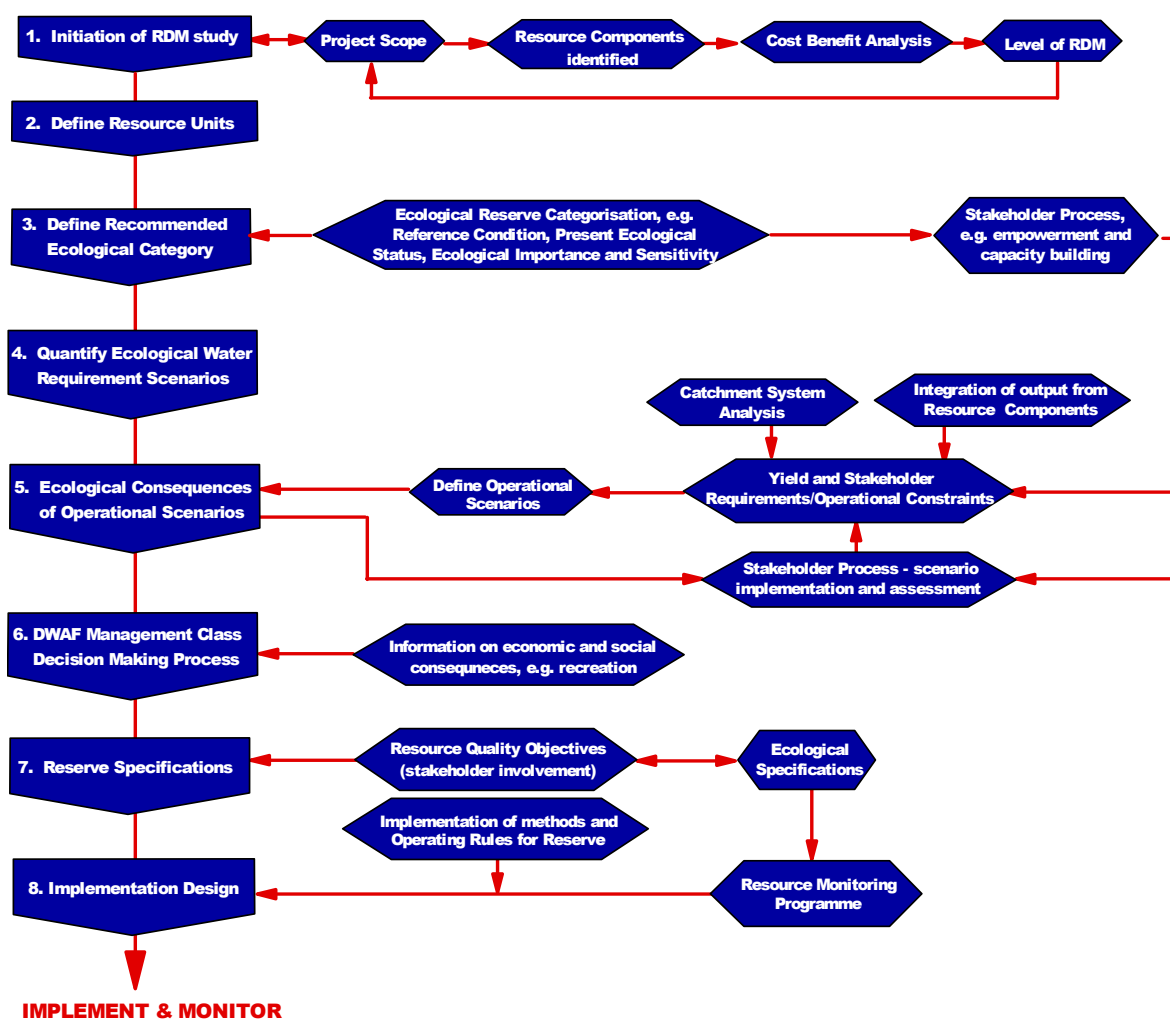 1. Initiation of RDM study
Project Scope
Resource Components
identified
Cost Benefit Analysis
Level of RDM
2. Define Resource Units
3. Define Recommended
Ecological Category
Ecological Reserve Categorisation, e.g.
Reference Condition, Present Ecological
Status, Ecological Importance and Sensitivity
Stakeholder Process,
e.g. empowerment and
capacity building
4. Quantify Ecological Water
Requirement Scenarios
Catchment System
Analysis
Integration of output from
Resource Components
5. Ecological Consequences
of Operational Scenarios
Define Operational
Scenarios
Yield and Stakeholder
Requirements/Operational Constraints
Stakeholder Process - scenario
implementation and assessment
6. DWAF Management Class
Decision Making Process
Information on economic and social
consequneces, e.g. recreation
7. Reserve Specifications
Resource Quality Objectives
(stakeholder involvement)
Ecological
Specifications
Implementation of methods and
Operating Rules for Reserve
8. Implementation Design
Resource Monitoring
Programme
IMPLEMENT & MONITOR